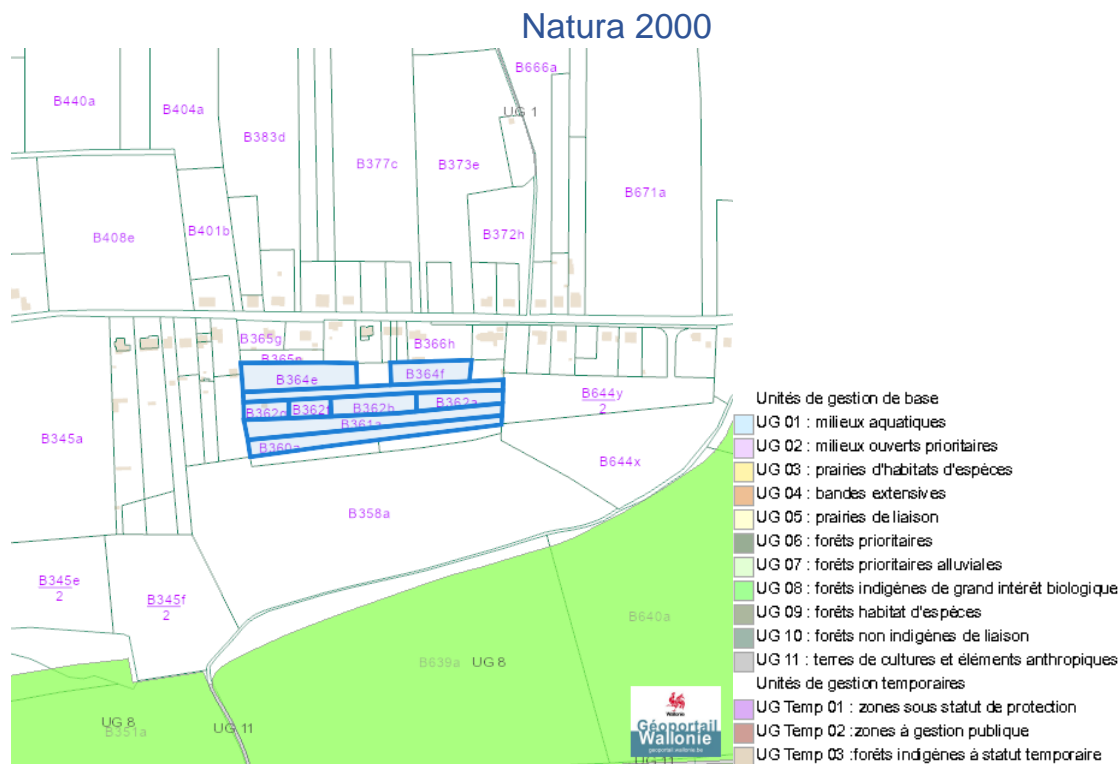 Natura 2000
B666a
B440a
B404a
UG 1
B383d
B377c
B373e
B671a
B401b
B372h
B408e
B365g
B366h
B364e
B364f
B644y
2
B362b
B362a
B361a
B345a
B360a
B644x
B358a
B345e
2
B345f
2
B640a
B639a UG 8
UG 8
B351a
UG 11
UG 11
Wallonie
Géoportail
Wallonie
geoportail.wallonie.be
Unités de gestion de base
UG 01 : milieux aquatiques
UG 02 : milieux ouverts prioritaires
UG 03 : prairies d'habitats d'espèces
UG 04 : bandes extensives
UG 05 : prairies de liaison
UG 06 : forêts prioritaires
UG 07 : forêts prioritaires alluviales
UG 08 : forêts indigènes de grand intérêt biologique
UG 09 : forêts habitat d'espèces
UG 10 : forêts non indigènes de liaison
UG 11 : terres de cultures et éléments anthropiques
Unités de gestion temporaires
UG Temp 01 : zones sous statut de protection
UG Temp 02 :zones à gestion publique
UG Temp 03 :forêts indigènes à statut temporaire